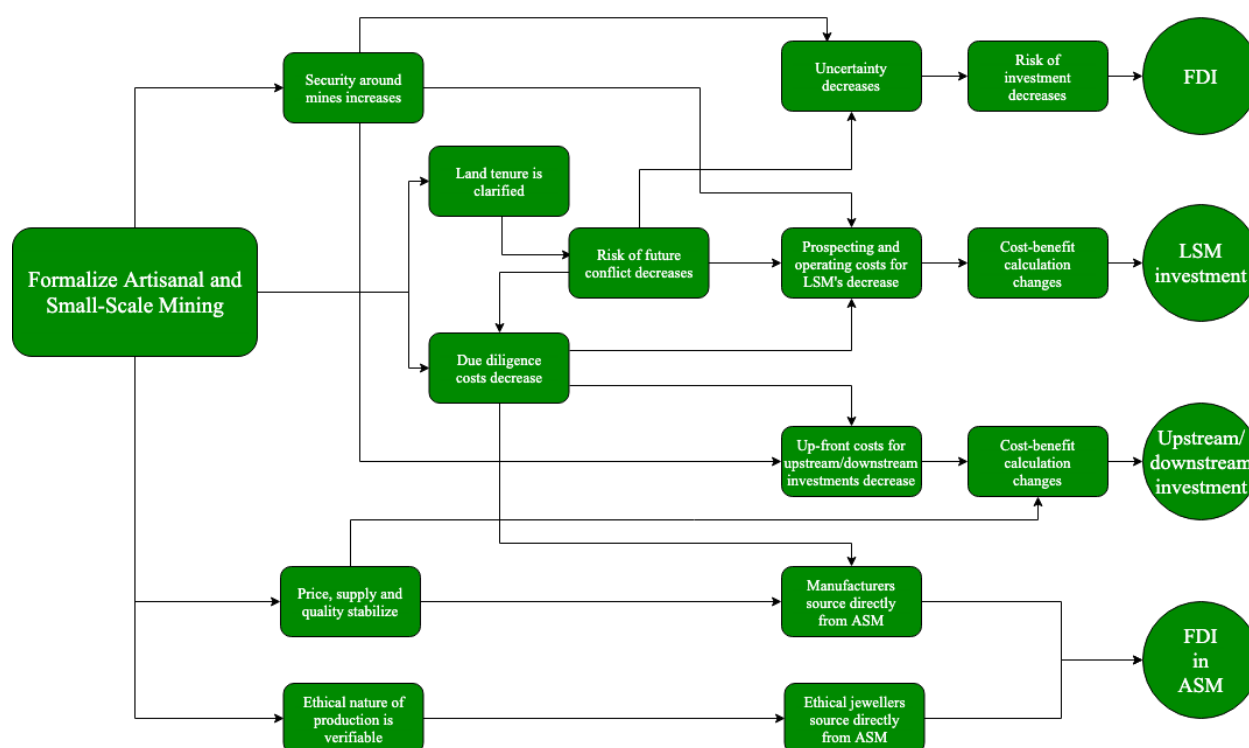 Security around
mines increases
Uncertainty
decreases
Risk of
investment
decreases
FDI
Land tenure is
clarified
Formalize Artisanal and
Small-Scale Mining
Risk of future
conflict decreases
Prospecting and
operating costs for
LSM's decrease
Cost-benefit
calculation
changes
LSM
investment
Due diligence
costs decrease
Up-front costs for
upstream/downstream
investments decrease
Cost-benefit
calculation
changes
Upstream/
downstream
investment
Price, supply and
quality stabilize
Manufacturers
source directly
from ASM
FDI
in
ASM
Ethical nature of
production is
verifiable
Ethical jewellers
source directly
from ASM